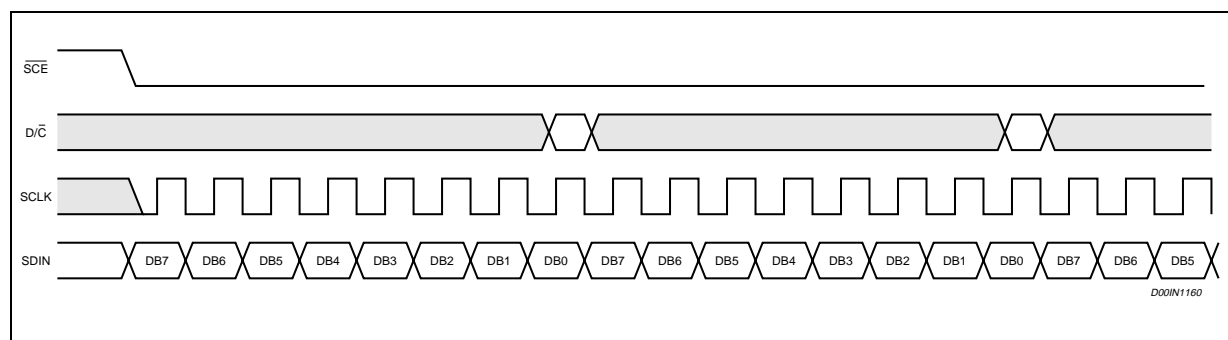 S̅C̅E̅
D/C̅
SCLK
SDIN DB7 DB6 DB5 DB4 DB3 DB2 DB1 DB0 DB7 DB6 DB5 DB4 DB3 DB2 DB1 DB0 DB7 DB6 DB5
D00IN1160